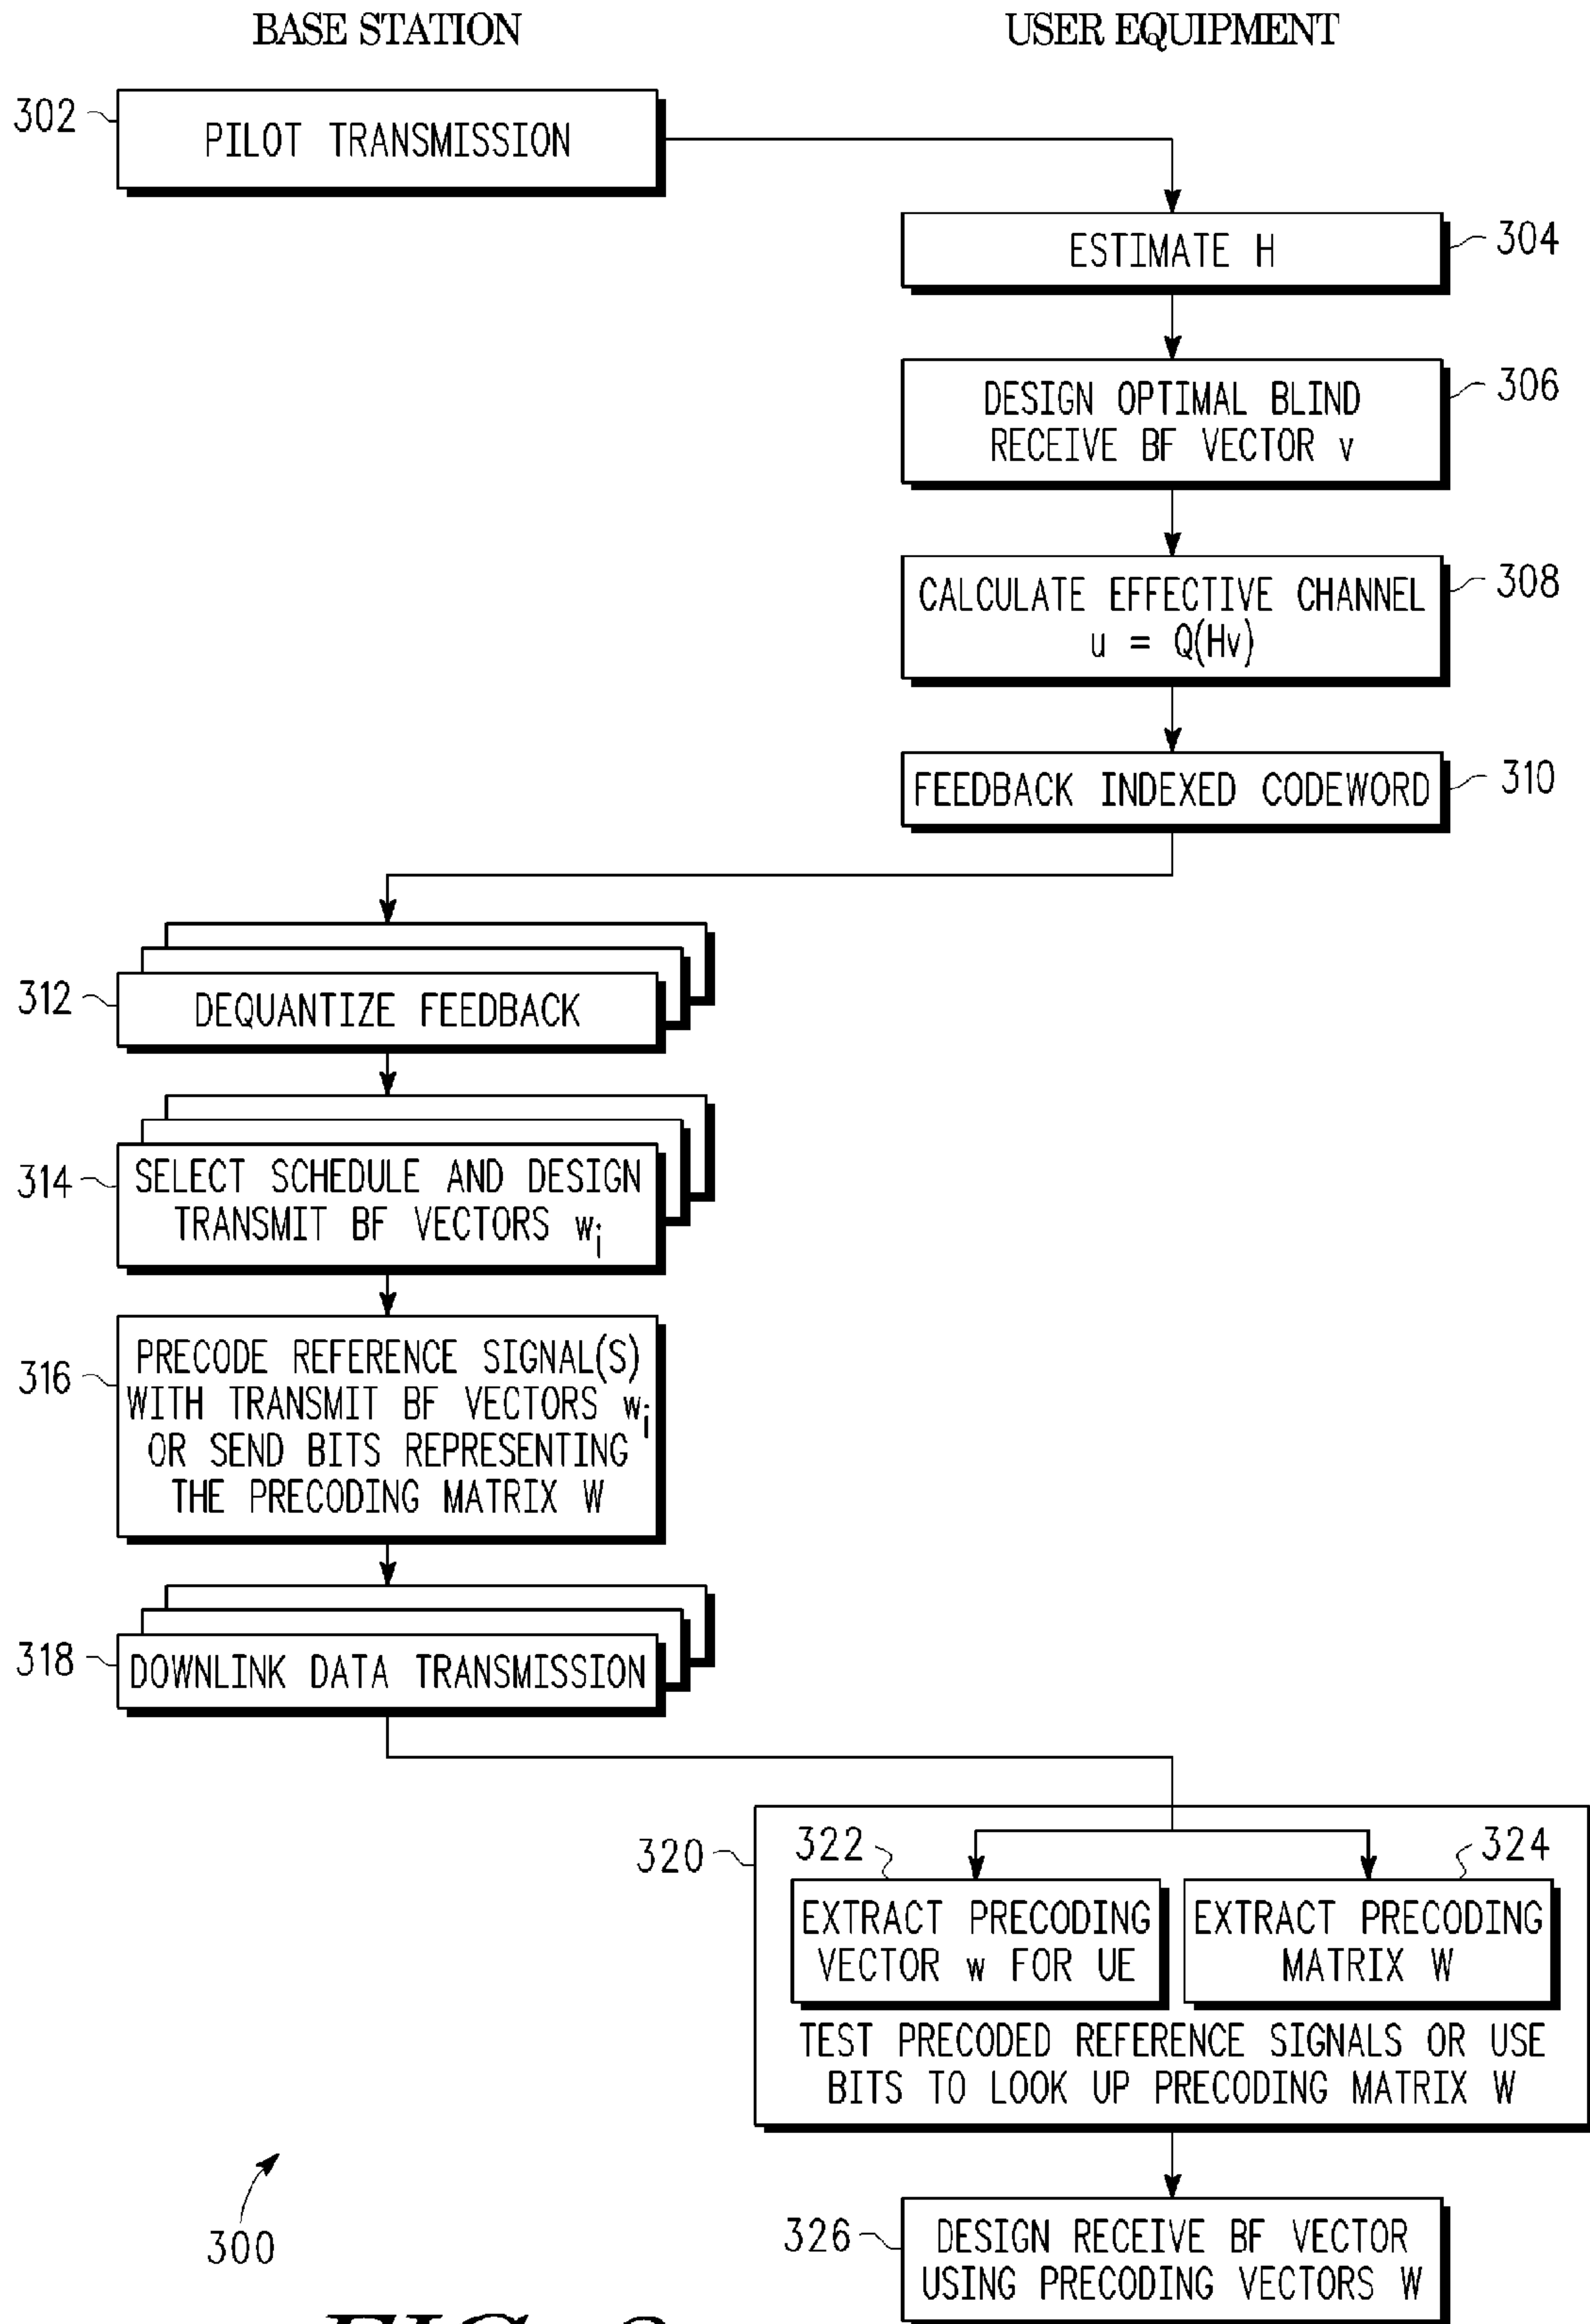 BASE STATION
USER EQUIPMENT
302
PILOT TRANSMISSION
ESTIMATE H
304
DESIGN OPTIMAL BLIND
RECEIVE BF VECTOR v
306
CALCULATE EFFECTIVE CHANNEL
u = Q(Hv)
308
FEEDBACK INDEXED CODEWORD
310
312
DEQUANTIZE FEEDBACK
314
SELECT SCHEDULE AND DESIGN
TRANSMIT BF VECTORS wi
316
PRECODE REFERENCE SIGNAL(S)
WITH TRANSMIT BF VECTORS wi
OR SEND BITS REPRESENTING
THE PRECODING MATRIX W
318
DOWNLINK DATA TRANSMISSION
320
322
324
EXTRACT PRECODING
VECTOR w FOR UE
EXTRACT PRECODING
MATRIX W
TEST PRECODED REFERENCE SIGNALS OR USE
BITS TO LOOK UP PRECODING MATRIX W
300
326
DESIGN RECEIVE BF VECTOR
USING PRECODING VECTORS W